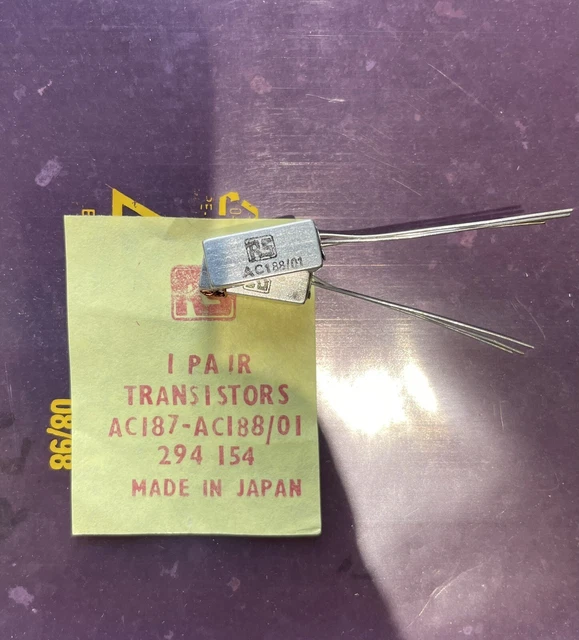 RS
AC188/01
RS
1 PAIR
TRANSISTORS
AC187-AC188/01
294 154
MADE IN JAPAN
08/98